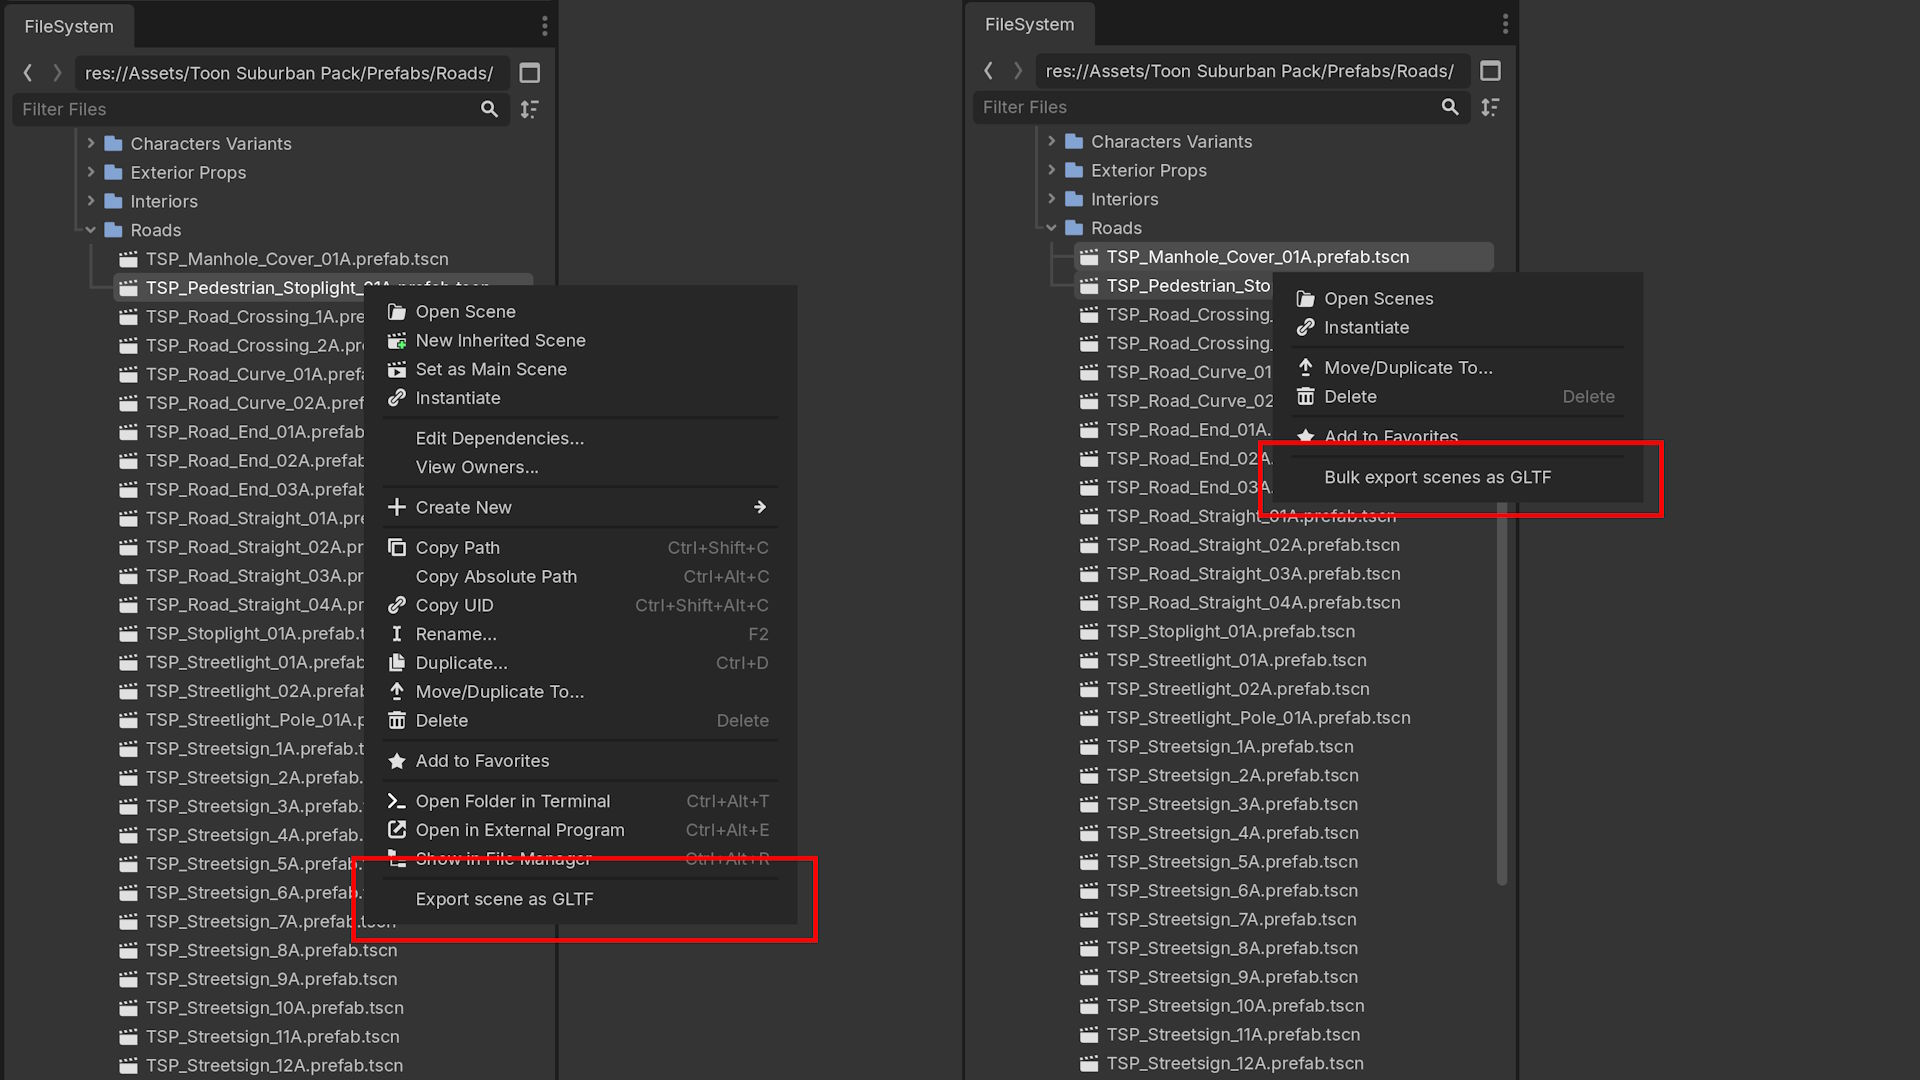 FileSystem
res://Assets/Toon Suburban Pack/Prefabs/Roads/
Filter Files
Characters Variants
Exterior Props
Interiors
Roads
TSP_Manhole_Cover_01A.prefab.tscn
TSP_Pedestrian_Stoplight_01A.prefab.tscn
TSP_Road_Crossing_1A.pre
TSP_Road_Crossing_2A.pr
TSP_Road_Curve_01A.prefa
TSP_Road_Curve_02A.pref
TSP_Road_End_01A.prefab
TSP_Road_End_02A.prefab
TSP_Road_End_03A.prefab
TSP_Road_Straight_01A.pre
TSP_Road_Straight_02A.pr
TSP_Road_Straight_03A.pr
TSP_Road_Straight_04A.pr
TSP_Stoplight_01A.prefab.t
TSP_Streetlight_01A.prefab
TSP_Streetlight_02A.prefab
TSP_Streetlight_Pole_01A.p
TSP_Streetsign_1A.prefab.t
TSP_Streetsign_2A.prefab.
TSP_Streetsign_3A.prefab.
TSP_Streetsign_4A.prefab.
TSP_Streetsign_5A.prefab.
TSP_Streetsign_6A.prefab.
TSP_Streetsign_7A.prefab.tscn
TSP_Streetsign_8A.prefab.tscn
TSP_Streetsign_9A.prefab.tscn
TSP_Streetsign_10A.prefab.tscn
TSP_Streetsign_11A.prefab.tscn
TSP_Streetsign_12A.prefab.tscn
Open Scene
New Inherited Scene
Set as Main Scene
Instantiate
Edit Dependencies...
View Owners...
Create New
Copy Path Ctrl+Shift+C
Copy Absolute Path Ctrl+Alt+C
Copy UID Ctrl+Shift+Alt+C
Rename... F2
Duplicate... Ctrl+D
Move/Duplicate To...
Delete Delete
Add to Favorites
Open Folder in Terminal Ctrl+Alt+T
Open in External Program Ctrl+Alt+E
Show in File Manager Ctrl+Alt+R
Export scene as GLTF
FileSystem
res://Assets/Toon Suburban Pack/Prefabs/Roads/
Filter Files
Characters Variants
Exterior Props
Interiors
Roads
TSP_Manhole_Cover_01A.prefab.tscn
TSP_Pedestrian_Sto
TSP_Road_Crossing_
TSP_Road_Crossing_
TSP_Road_Curve_01
TSP_Road_Curve_02
TSP_Road_End_01A.
TSP_Road_End_02A.
TSP_Road_End_03A.
TSP_Road_Straight_01A.prefab.tscn
TSP_Road_Straight_02A.prefab.tscn
TSP_Road_Straight_03A.prefab.tscn
TSP_Road_Straight_04A.prefab.tscn
TSP_Stoplight_01A.prefab.tscn
TSP_Streetlight_01A.prefab.tscn
TSP_Streetlight_02A.prefab.tscn
TSP_Streetlight_Pole_01A.prefab.tscn
TSP_Streetsign_1A.prefab.tscn
TSP_Streetsign_2A.prefab.tscn
TSP_Streetsign_3A.prefab.tscn
TSP_Streetsign_4A.prefab.tscn
TSP_Streetsign_5A.prefab.tscn
TSP_Streetsign_6A.prefab.tscn
TSP_Streetsign_7A.prefab.tscn
TSP_Streetsign_8A.prefab.tscn
TSP_Streetsign_9A.prefab.tscn
TSP_Streetsign_10A.prefab.tscn
TSP_Streetsign_11A.prefab.tscn
TSP_Streetsign_12A.prefab.tscn
Open Scenes
Instantiate
Move/Duplicate To...
Delete Delete
Add to Favorites
Bulk export scenes as GLTF